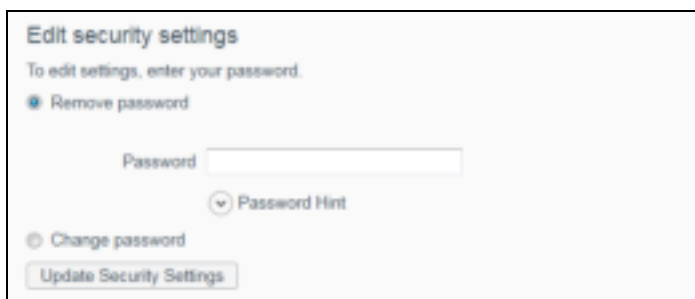 Edit security settings
To edit settings, enter your password.
Remove password
Password
Password Hint
Change password
Update Security Settings